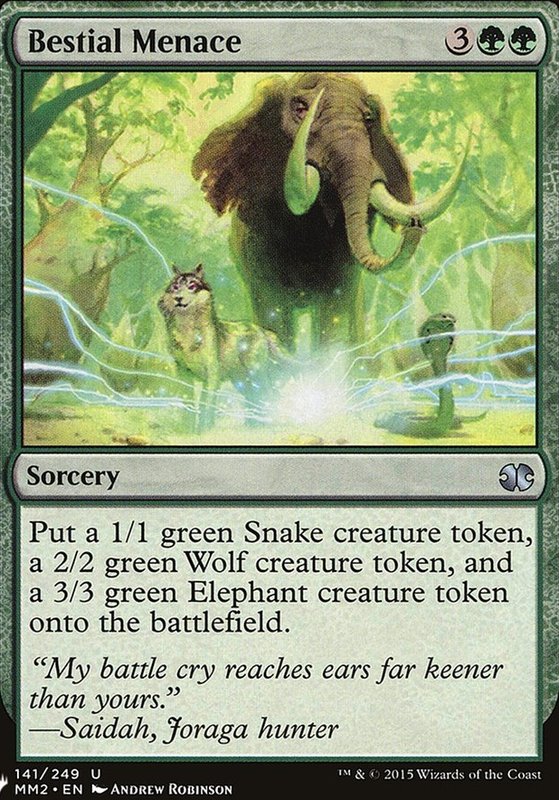 Bestial Menace 3
Sorcery
Put a 1/1 green Snake creature token,
a 2/2 green Wolf creature token, and
a 3/3 green Elephant creature token
onto the battlefield.
“My battle cry reaches ears far keener
than yours.”
—Saidah, Joraga hunter
141/249 U
MM2 • EN Andrew Robinson
™ & © 2015 Wizards of the Coast